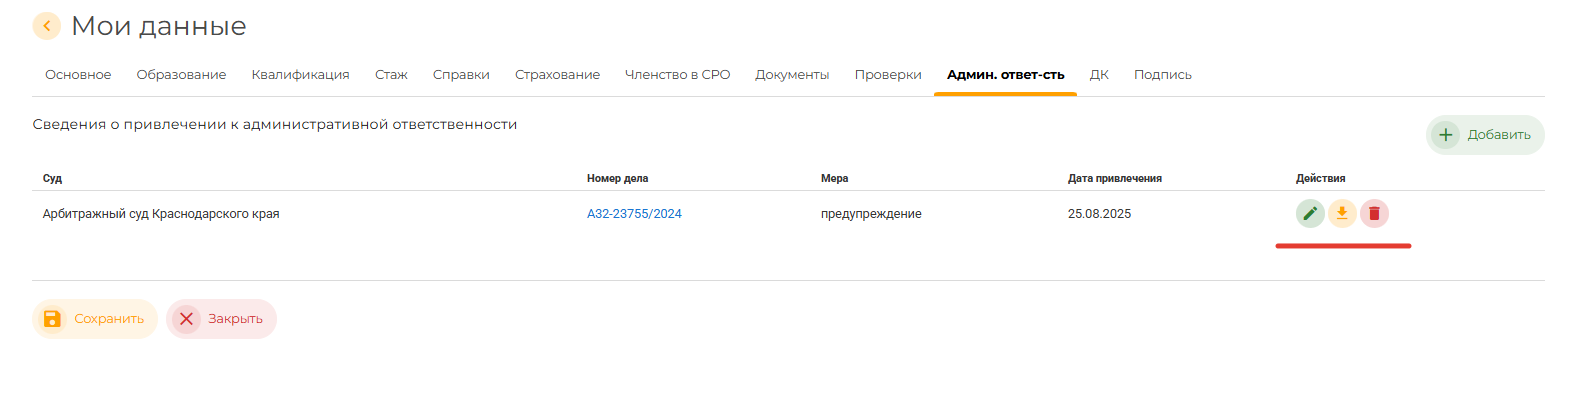 Мои данные
Основное Образование Квалификация Стаж Справки Страхование Членство в СРО Документы Проверки Админ. ответ-сть ДК Подпись
Сведения о привлечении к административной ответственности
Добавить
Суд Номер дела Мера Дата привлечения Действия
Арбитражный суд Краснодарского края А32-23755/2024 предупреждение 25.08.2025
Сохранить Закрыть